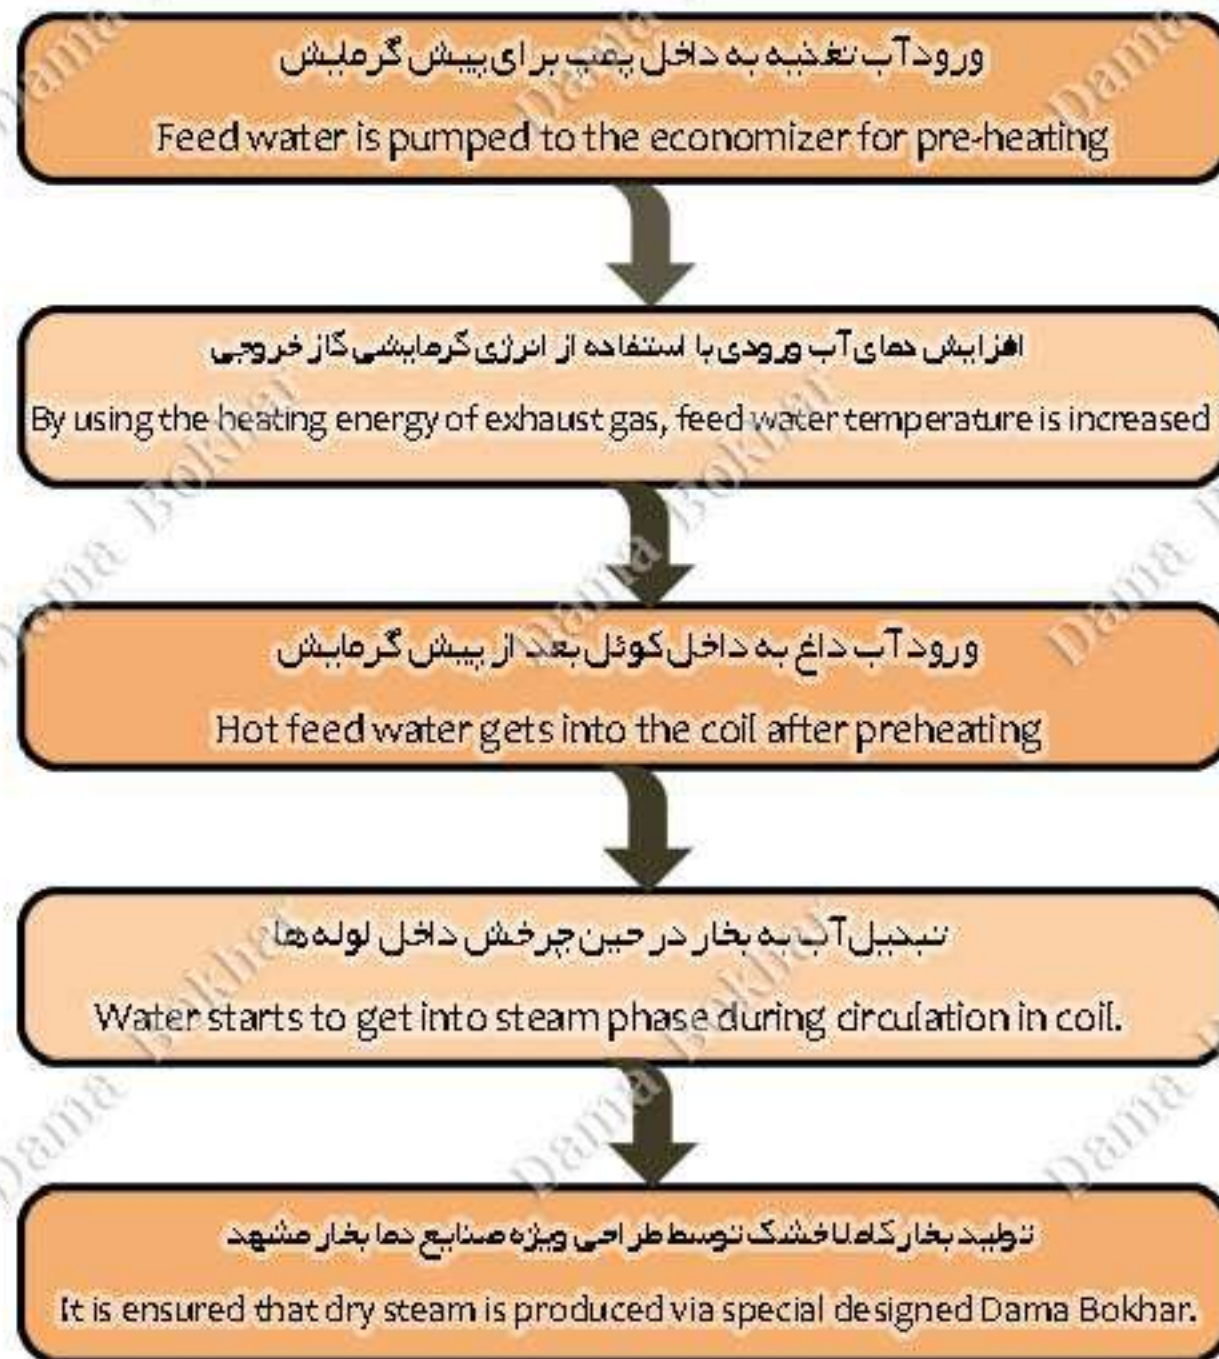 ورود آب تغذیه به داخل پمپ برای پیش گرمایش
Feed water is pumped to the economizer for pre-heating
افزایش دمای آب ورودی با استفاده از انرژی گرمایشی گاز خروجی
By using the heating energy of exhaust gas, feed water temperature is increased
ورود آب داغ به داخل کوئل بعد از پیش گرمایش
Hot feed water gets into the coil after preheating
تبدیل آب به بخار در حین چرخش داخل لوله ها
Water starts to get into steam phase during circulation in coil.
تولید بخار کاملا خشک توسط طراحی ویژه صنایع دما بخار مشهد
It is ensured that dry steam is produced via special designed Dama Bokhar.
Dama Bokhar